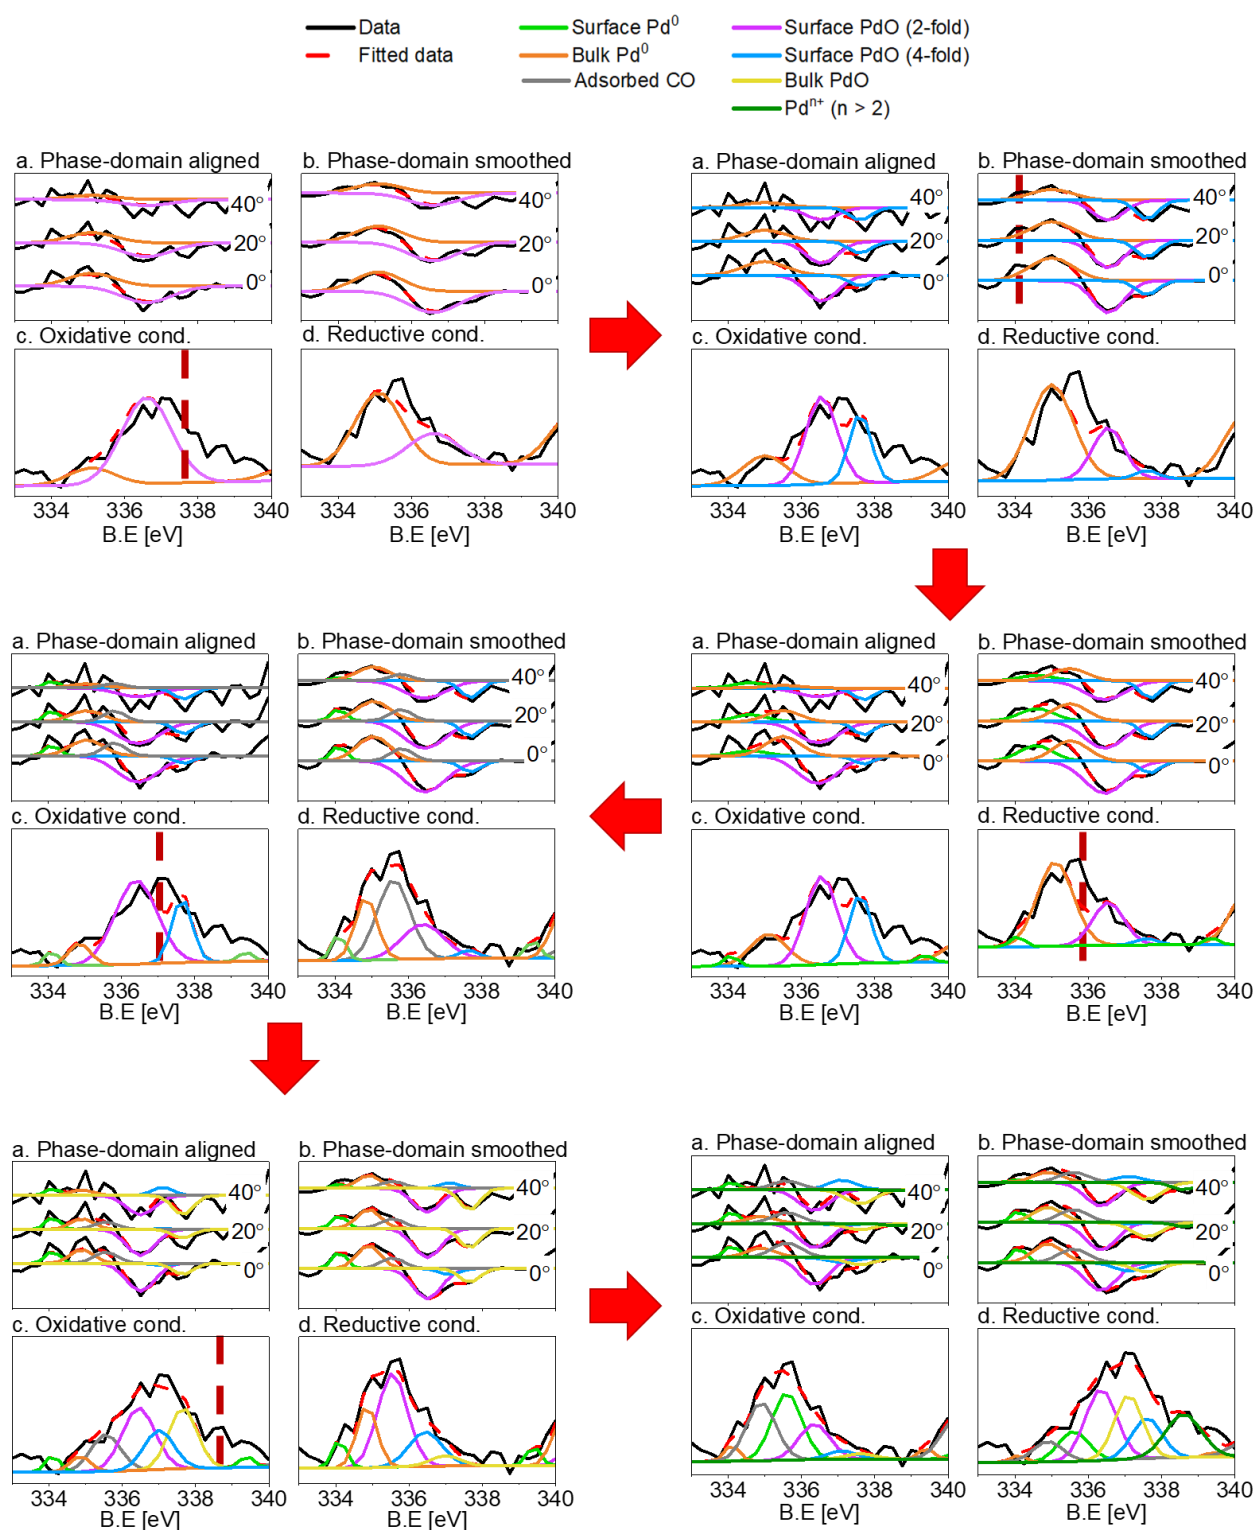 Data
Fitted data
Surface Pd⁰
Bulk Pd⁰
Adsorbed CO
Surface PdO (2-fold)
Surface PdO (4-fold)
Bulk PdO
Pdⁿ⁺ (n > 2)
a. Phase-domain aligned
40°
20°
0°
b. Phase-domain smoothed
40°
20°
0°
c. Oxidative cond.
334 336 338 340
B.E [eV]
d. Reductive cond.
334 336 338 340
B.E [eV]
a. Phase-domain aligned
40°
20°
0°
b. Phase-domain smoothed
40°
20°
0°
c. Oxidative cond.
334 336 338 340
B.E [eV]
d. Reductive cond.
334 336 338 340
B.E [eV]
a. Phase-domain aligned
40°
20°
0°
b. Phase-domain smoothed
40°
20°
0°
c. Oxidative cond.
334 336 338 340
B.E [eV]
d. Reductive cond.
334 336 338 340
B.E [eV]
a. Phase-domain aligned
40°
20°
0°
b. Phase-domain smoothed
40°
20°
0°
c. Oxidative cond.
334 336 338 340
B.E [eV]
d. Reductive cond.
334 336 338 340
B.E [eV]
a. Phase-domain aligned
40°
20°
0°
b. Phase-domain smoothed
40°
20°
0°
c. Oxidative cond.
334 336 338 340
B.E [eV]
d. Reductive cond.
334 336 338 340
B.E [eV]
a. Phase-domain aligned
40°
20°
0°
b. Phase-domain smoothed
40°
20°
0°
c. Oxidative cond.
334 336 338 340
B.E [eV]
d. Reductive cond.
334 336 338 340
B.E [eV]